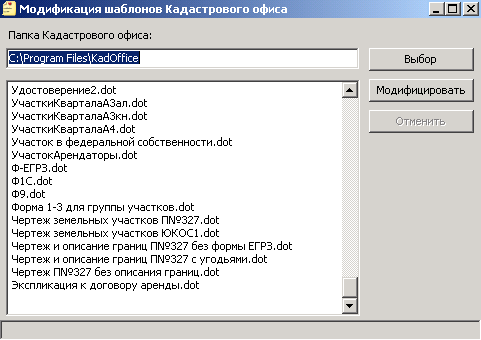 Модификация шаблонов Кадастрового офиса
Папка Кадастрового офиса:
C:\Program Files\KadOffice
Выбор
Модифицировать
Отменить
Удостоверение2.dot
УчасткиКварталаА3ал.dot
УчасткиКварталаА3кн.dot
УчасткиКварталаА4.dot
Участок в федеральной собственности.dot
УчастокАрендаторы.dot
Ф-ЕГРЗ.dot
Ф1С.dot
Ф9.dot
Форма 1-3 для группы участков.dot
Чертеж земельных участков П№327.dot
Чертеж земельных участков ЮКОС1.dot
Чертеж и описание границ П№327 без формы ЕГРЗ.dot
Чертеж и описание границ П№327 с угодьями.dot
Чертеж П№327 без описания границ.dot
Экспликация к договору аренды.dot